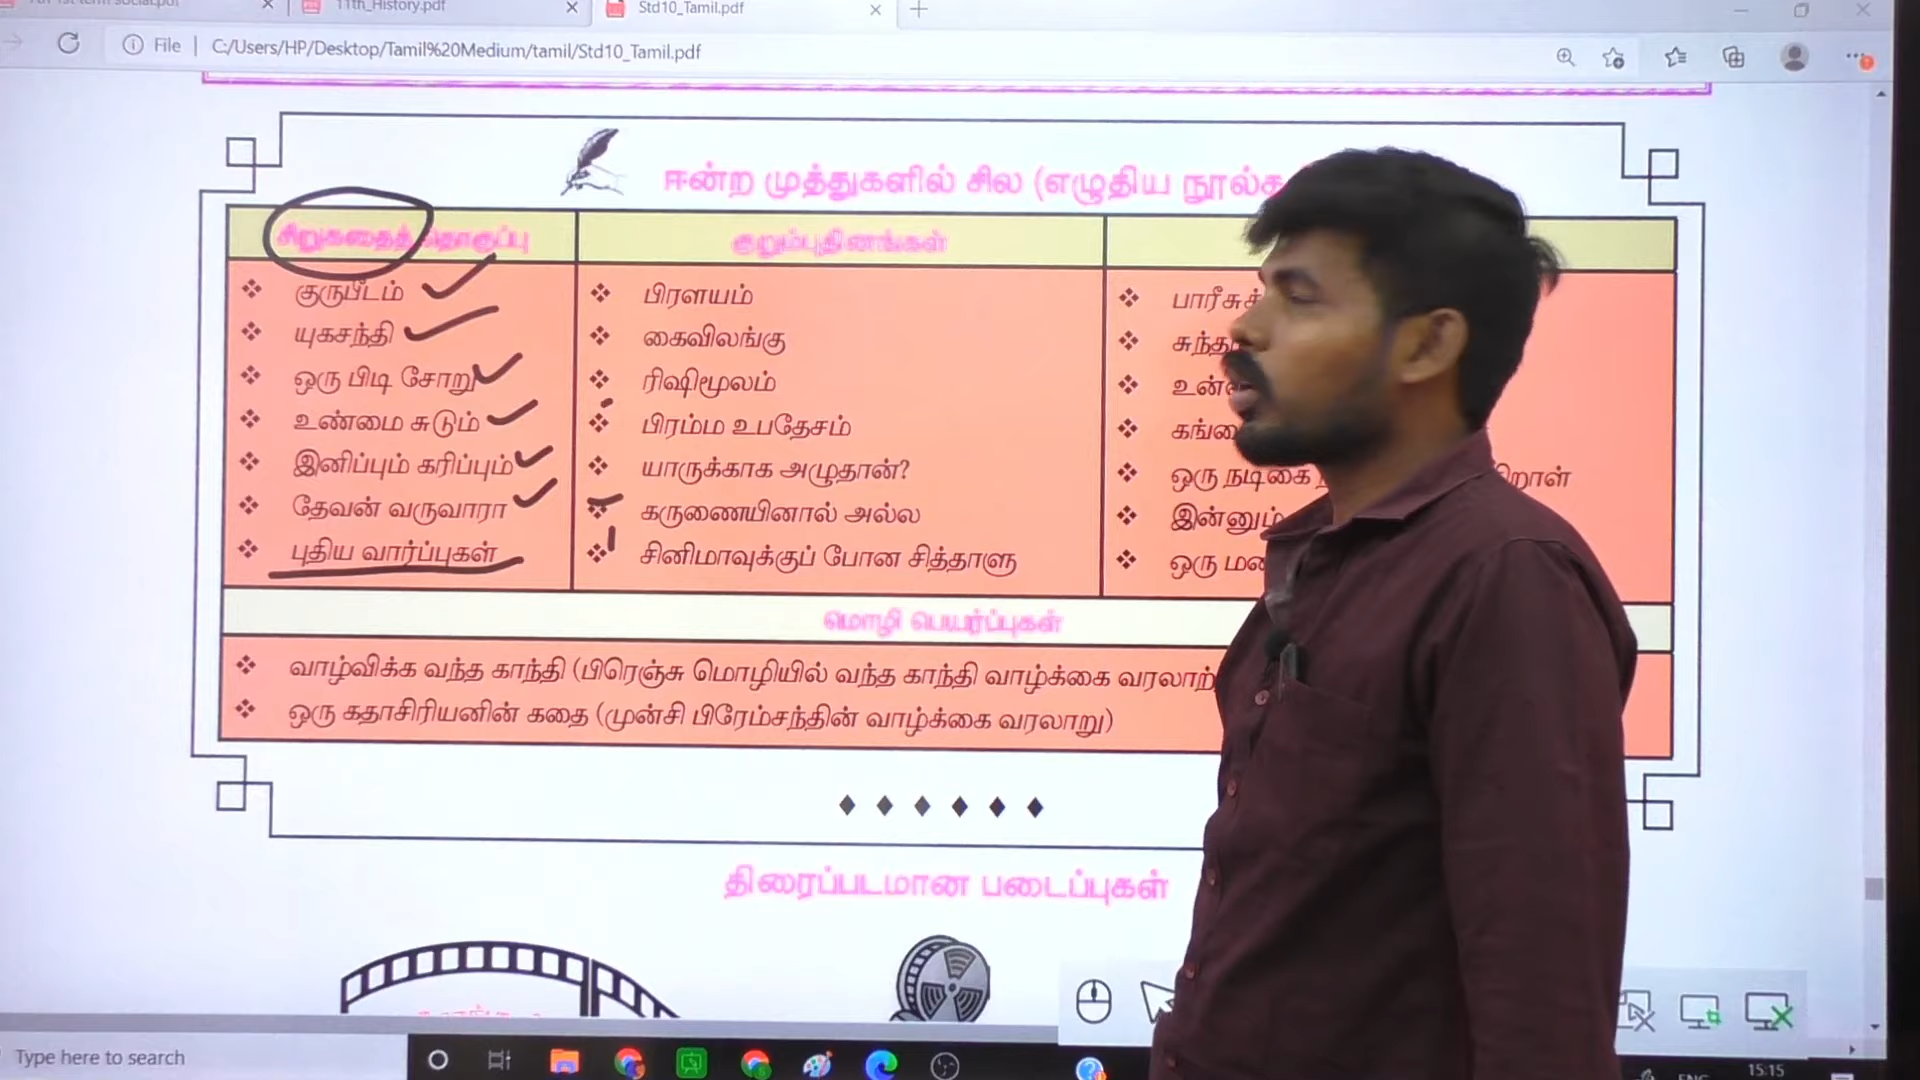 11th_History.pdf
Std10_Tamil.pdf
File C:/Users/HP/Desktop/Tamil%20Medium/tamil/Std10_Tamil.pdf
ஈன்ற முத்துகளில் சில (எழுதிய
சிறுகதைத் தொகுப்பு
குருபீடம்
யுகசந்தி
ஒரு பிடி சோறு
உண்மை சுடும்
இனிப்பும் கரிப்பும்
தேவன் வருவாரா
புதிய வார்ப்புகள்
குறும்புதினங்கள்
பிரளயம்
கைவிலங்கு
ரிஷிமூலம்
பிரம்ம உபதேசம்
யாருக்காக அழுதான்?
கருணையினால் அல்ல
சினிமாவுக்குப் போன சித்தாளு
ஒரு நடிகை
இன்னும்
ஒரு
மொழி பெயர்ப்புகள்
வாழ்விக்க வந்த காந்தி (பிரெஞ்சு மொழியில் வந்த காந்தி வாழ்க்கை
ஒரு கதாசிரியனின் கதை (முன்சி பிரேம்சந்தின் வாழ்க்கை வரலாறு)
திரைப்படமான படைப்புகள்
Type here to search
15:15